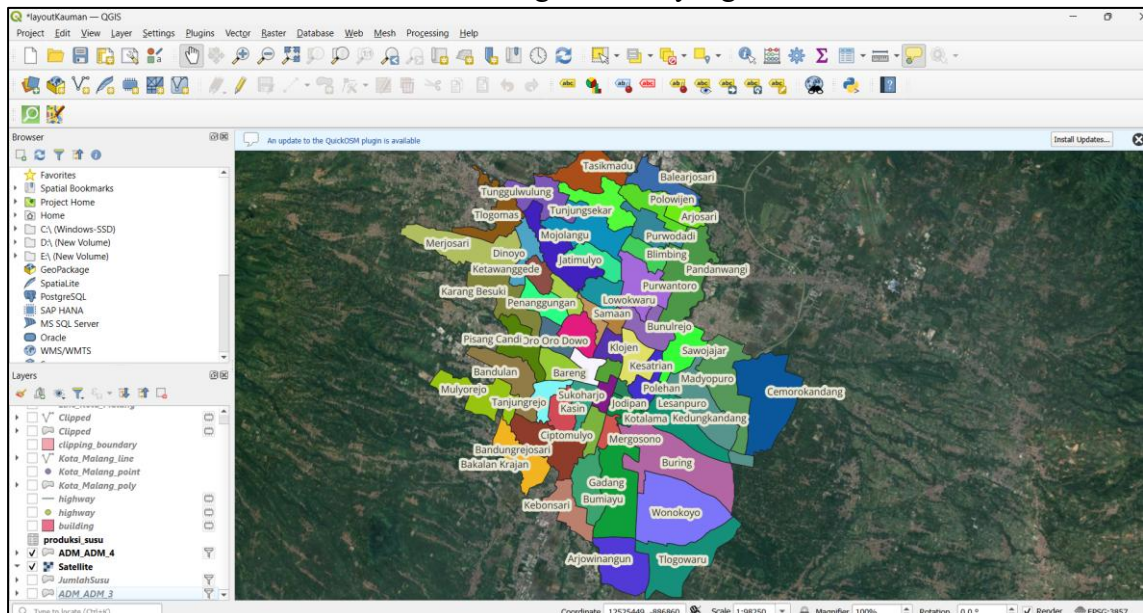 *layoutKauman — QGIS
Project Edit View Layer Settings Plugins Vector Raster Database Web Mesh Processing Help
Browser
An update to the QuickOSM plugin is available
Install Updates...
Favorites
Spatial Bookmarks
Project Home
Home
C:\ (Windows-SSD)
D:\ (New Volume)
E:\ (New Volume)
GeoPackage
SpatiaLite
PostgreSQL
SAP HANA
MS SQL Server
Oracle
WMS/WMTS
Layers
Clipped
Clipped
clipping_boundary
Kota_Malang_line
Kota_Malang_point
Kota_Malang_poly
highway
highway
building
produksi_susu
ADM_ADM_4
Satellite
JumlahSusu
ADM_ADM_3
Tasikmadu
Balearjosari
Tunggulwulung
Polowijen
Tlogomas
Tunjungsekar
Arjosari
Merjosari
Mojolangu
Purwodadi
Dinoyo
Blimbing
Jatimulyo
Pandanwangi
Ketawanggede
Karang Besuki
Purwantoro
Penanggungan
Lowokwaru
Samaan
Bunulrejo
Pisang Candi
Oro Oro Dowo
Klojen
Sawojajar
Bareng
Kesatrian
Bandulan
Madyopuro
Cemorokandang
Mulyorejo
Sukoharjo
Polehan
Tanjungrejo
Kasin
Jodipan
Lesanpuro
Kotalama
Kedungkandang
Ciptomulyo
Mergosono
Bandungrejosari
Bakalan Krajan
Buring
Gadang
Kebonsari
Bumiayu
Wonokoyo
Arjowinangun
Tlogowaru
Type to locate (Ctrl+K)
Coordinate 12525449,-886860 Scale 1:98250 Magnifier 100% Rotation 0.0 ° Render